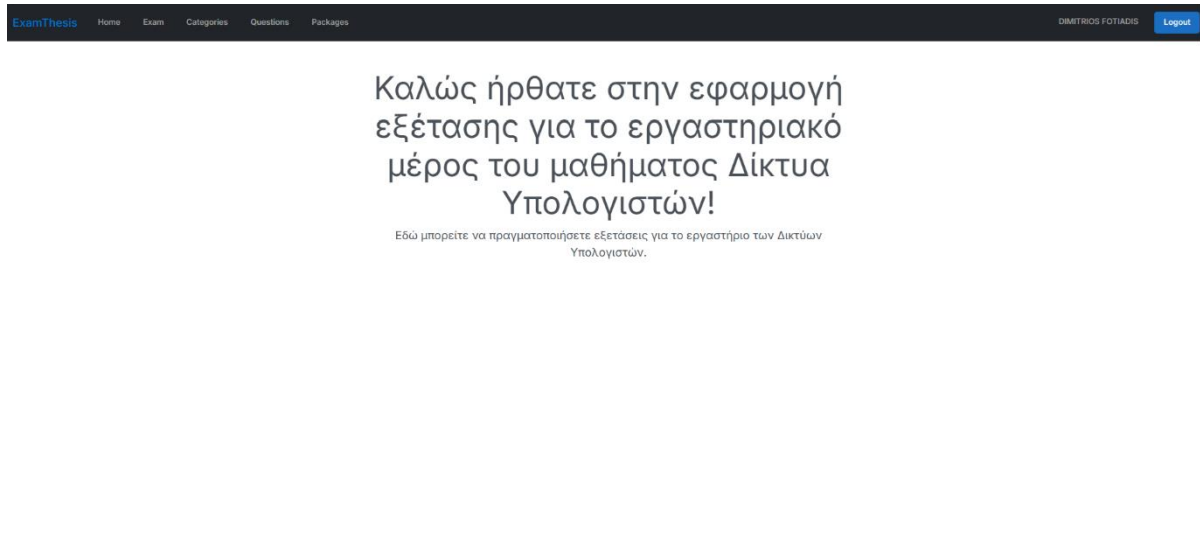 ExamThesis Home Exam Categories Questions Packages DIMITRIOS FOTIADIS Logout
Καλώς ήρθατε στην εφαρμογή
εξέτασης για το εργαστηριακό
μέρος του μαθήματος Δίκτυα
Υπολογιστών!
Εδώ μπορείτε να πραγματοποιήσετε εξετάσεις για το εργαστήριο των Δικτύων
Υπολογιστών.